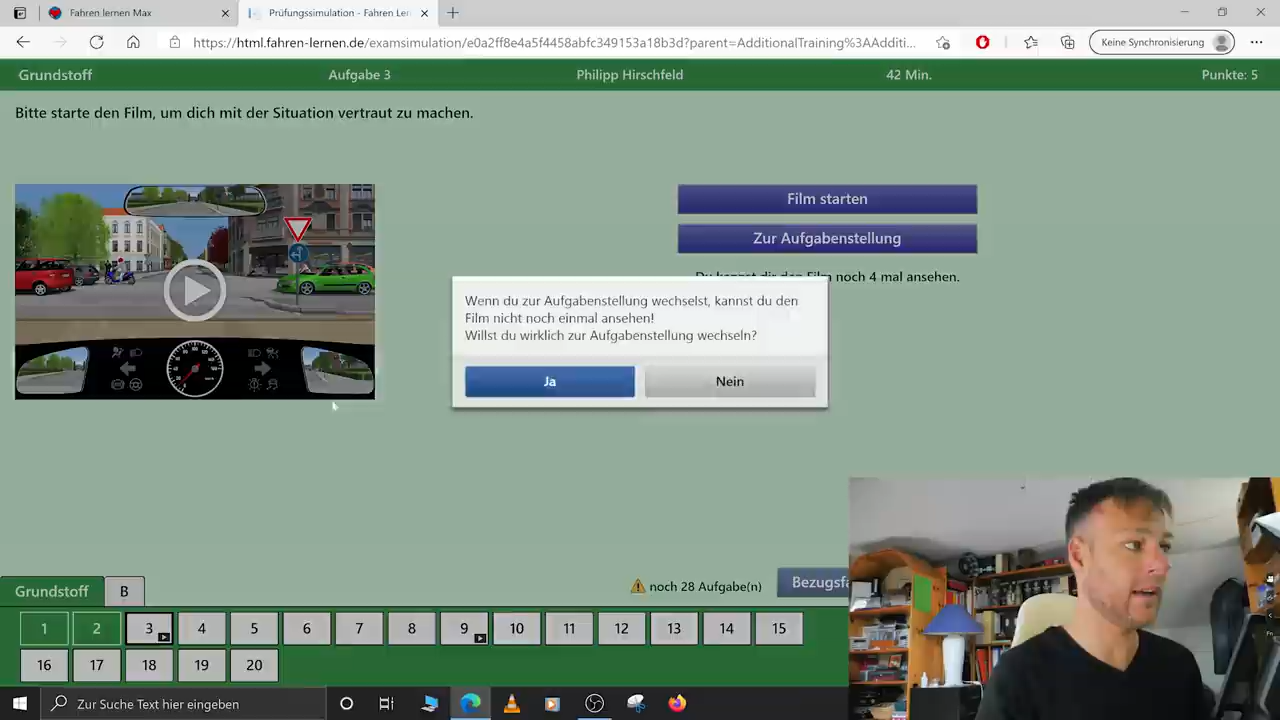 Fahren lernen Max
Prüfungssimulation - Fahren Ler
https://html.fahren-lernen.de/examsimulation/e0a2ff8e4a5f4458abfc349153a18b3d?parent=AdditionalTraining%3AAdditi...
Keine Synchronisierung
Grundstoff
Aufgabe 3
Philipp Hirschfeld
42 Min.
Punkte: 5
Bitte starte den Film, um dich mit der Situation vertraut zu machen.
Film starten
Zur Aufgabenstellung
Du kannst dir den Film noch 4 mal ansehen.
Wenn du zur Aufgabenstellung wechselst, kannst du den
Film nicht noch einmal ansehen!
Willst du wirklich zur Aufgabenstellung wechseln?
Ja
Nein
Grundstoff
B
noch 28 Aufgabe(n)
Bezugsfa
1 2 3 4 5 6 7 8 9 10 11 12 13 14 15
16 17 18 19 20
Zur Suche Text hier eingeben